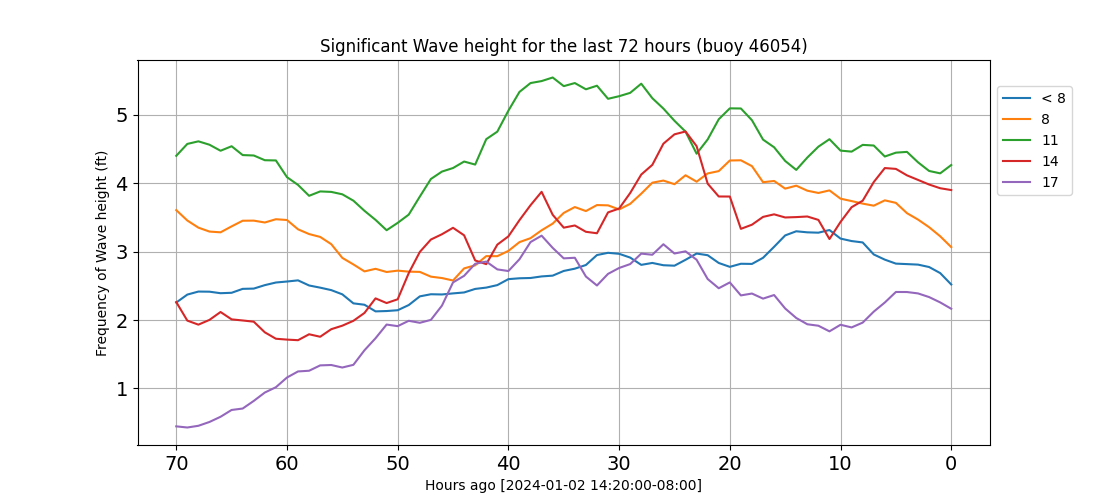 Significant Wave height for the last 72 hours (buoy 46054)
Frequency of Wave height (ft)
5
4
3
2
1
70 60 50 40 30 20 10 0
Hours ago [2024-01-02 14:20:00-08:00]
< 8
8
11
14
17